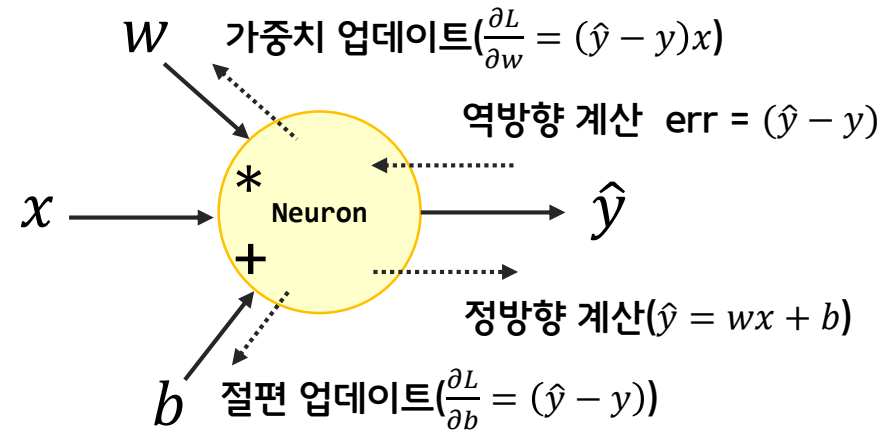 w 가중치 업데이트(∂L/∂w = (ŷ − y)x)
역방향 계산 err = (ŷ − y)
*
x Neuron ŷ
+
정방향 계산(ŷ = wx + b)
b 절편 업데이트(∂L/∂b = (ŷ − y))